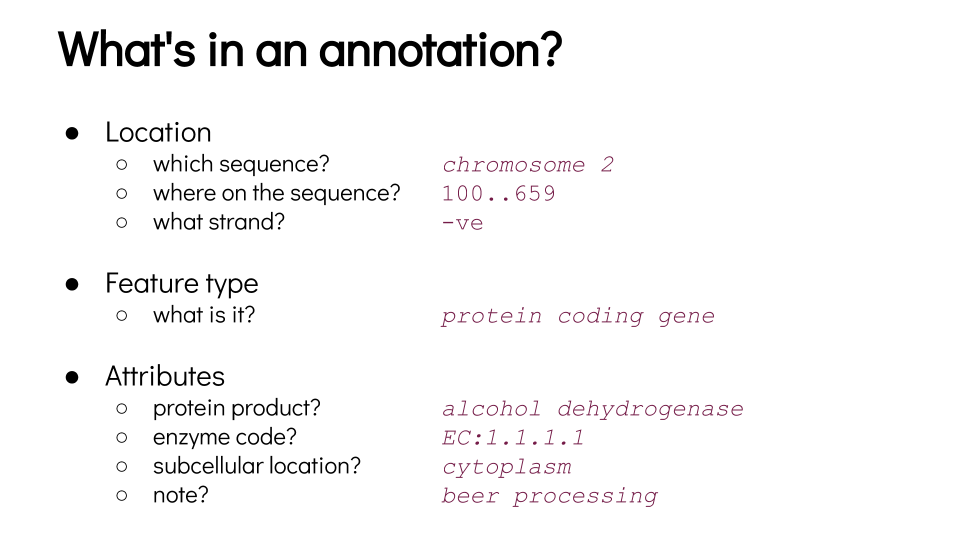 What's in an annotation?
● Location
○ which sequence? chromosome 2
○ where on the sequence? 100..659
○ what strand? -ve
● Feature type
○ what is it? protein coding gene
● Attributes
○ protein product? alcohol dehydrogenase
○ enzyme code? EC:1.1.1.1
○ subcellular location? cytoplasm
○ note? beer processing